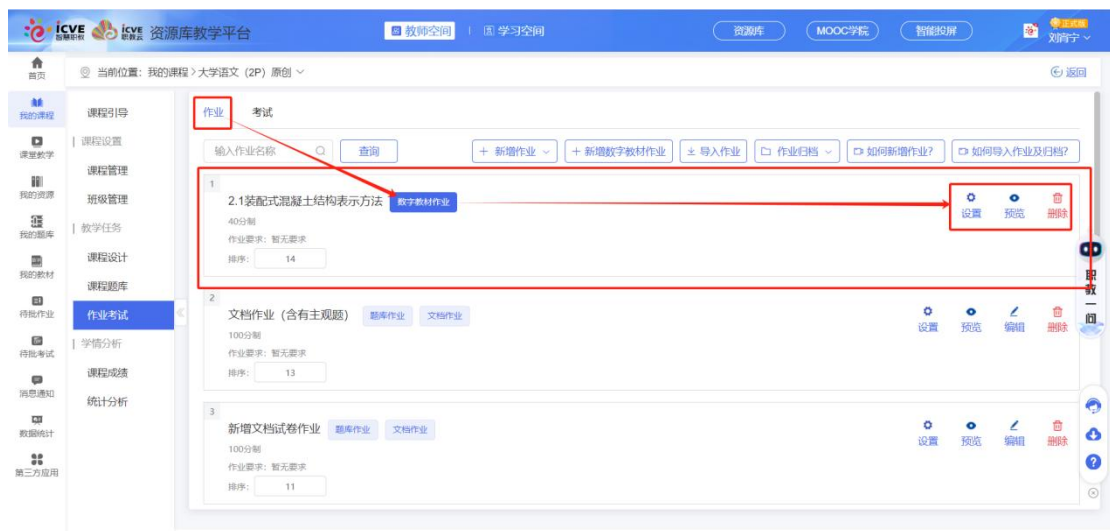 icve 智慧职教 icve 职教云 资源库教学平台 教师空间 学习空间 资源库 MOOC学院 智能投屏 正式版 刘向宁
首页
当前位置：我的课程>大学语文（2P）原创 返回
我的课程
课堂教学
我的资源
我的题库
我的教材
待批作业
待批考试
消息通知
数据统计
第三方应用
课程引导
课程设置
课程管理
班级管理
教学任务
课程设计
课程题库
作业考试
学情分析
课程成绩
统计分析
作业 考试
输入作业名称 查询 + 新增作业 + 新增数字教材作业 导入作业 作业归档 如何新增作业? 如何导入作业及归档?
1
2.1装配式混凝土结构表示方法 数字教材作业
40分制
作业要求：暂无要求
排序： 14
设置 预览 删除
2
文档作业（含有主观题） 题库作业 文档作业
100分制
作业要求：暂无要求
排序： 13
设置 预览 编辑 删除
3
新增文档试卷作业 题库作业 文档作业
100分制
作业要求：暂无要求
排序： 11
设置 预览 编辑 删除
职教一问